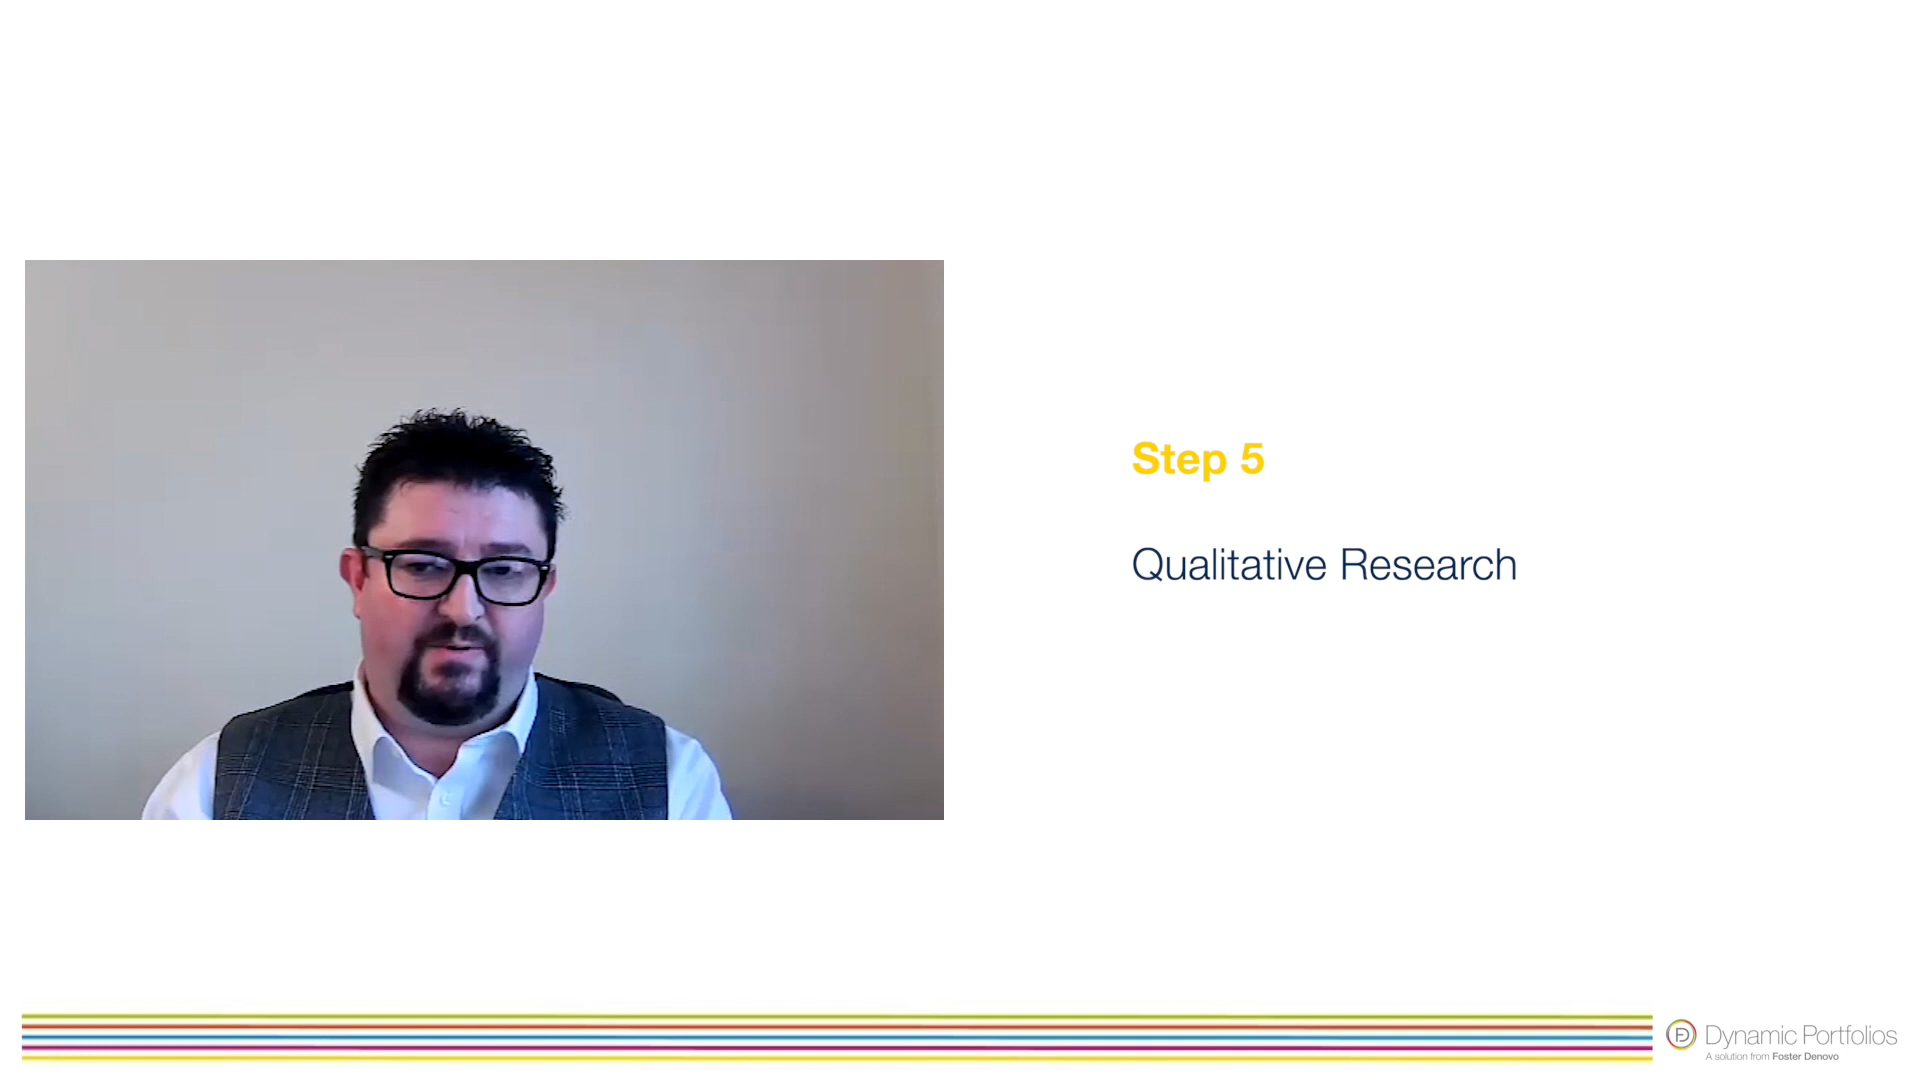 Step 5
Qualitative Research
Dynamic Portfolios
A solution from Foster Denovo